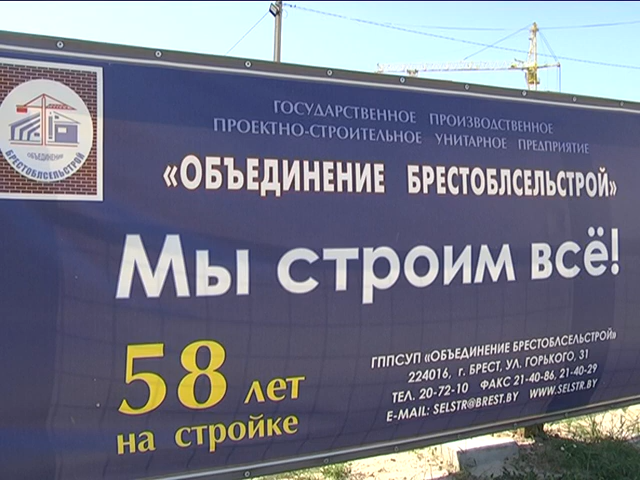 ОБЪЕДИНЕНИЕ
БРЕСТОБЛСЕЛЬСТРОЙ
ГОСУДАРСТВЕННОЕ ПРОИЗВОДСТВЕННОЕ
ПРОЕКТНО-СТРОИТЕЛЬНОЕ УНИТАРНОЕ ПРЕДПРИЯТИЕ
«ОБЪЕДИНЕНИЕ БРЕСТОБЛСЕЛЬСТРОЙ»
Мы строим всё!
58 лет
на стройке
ГППСУП «ОБЪЕДИНЕНИЕ БРЕСТОБЛСЕЛЬСТРОЙ»
224016, г. БРЕСТ, УЛ. ГОРЬКОГО, 31
ТЕЛ. 20-72-10 ФАКС 21-40-86, 21-40-29
E-MAIL: SELSTR@BREST.BY WWW.SELSTR.BY